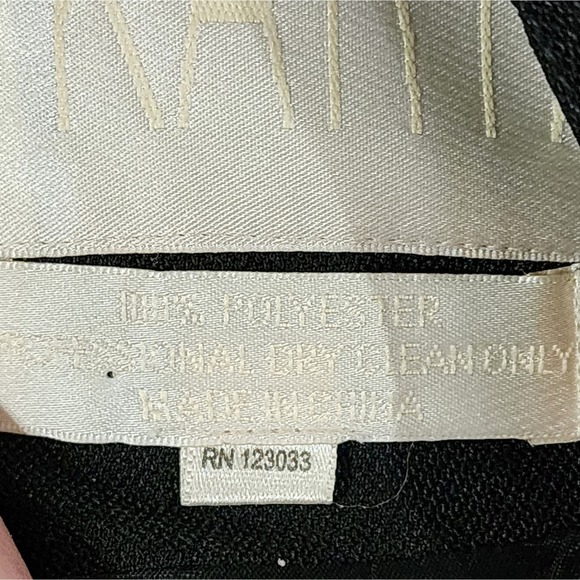 100% POLYESTER
PROFESSIONAL DRY CLEAN ONLY
MADE IN CHINA
RN 123033